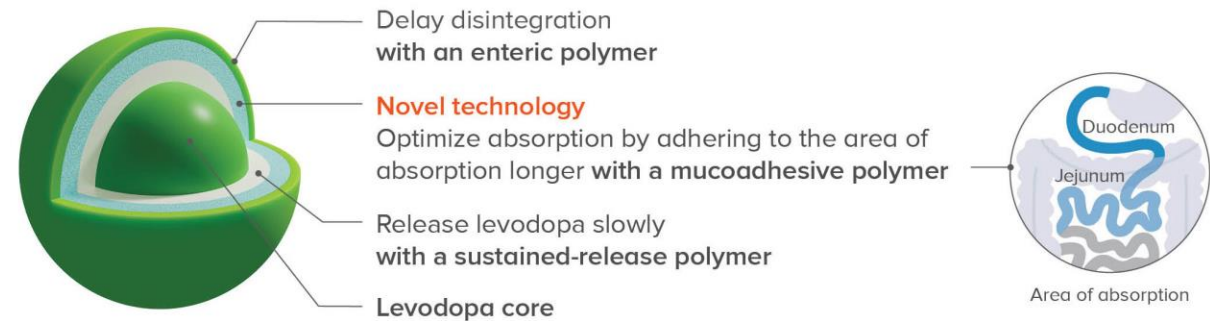 Delay disintegration
with an enteric polymer
Novel technology
Optimize absorption by adhering to the area of
absorption longer with a mucoadhesive polymer
Release levodopa slowly
with a sustained-release polymer
Levodopa core
Duodenum
Jejunum
Area of absorption